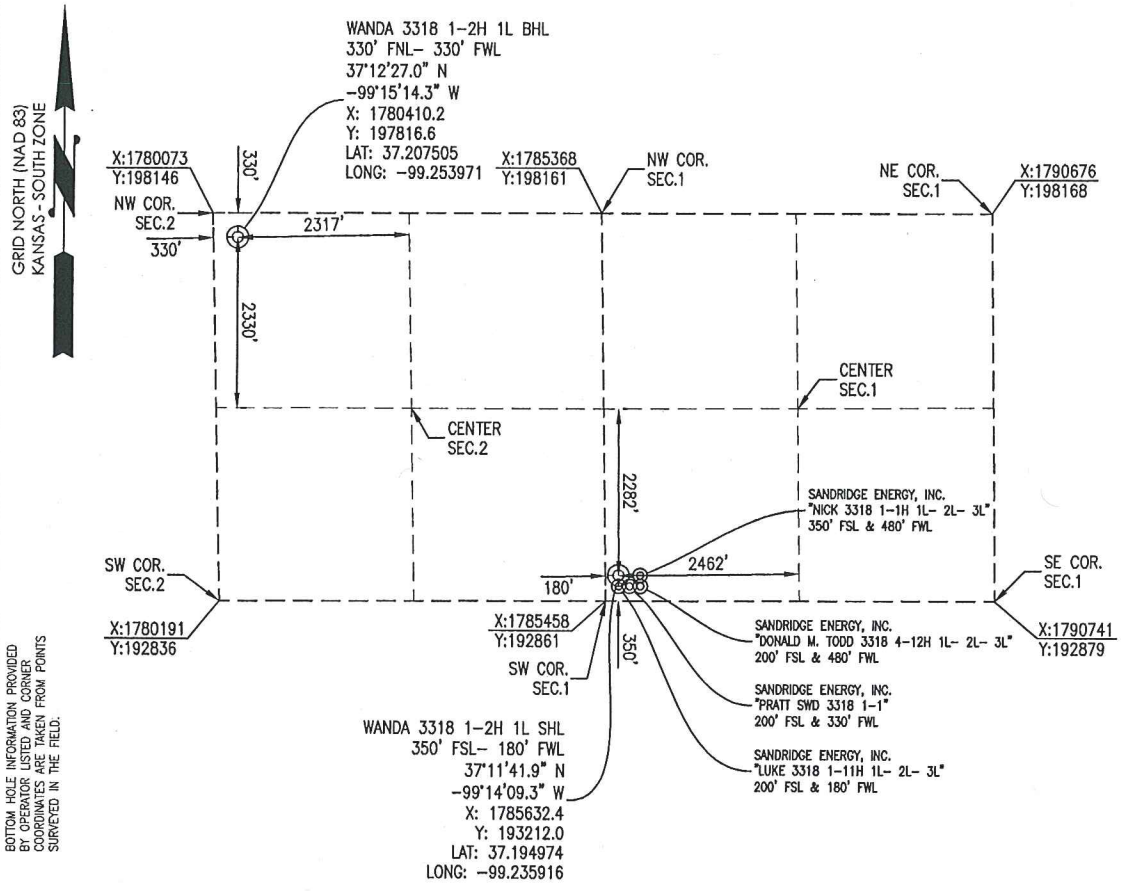 GRID NORTH (NAD 83)
KANSAS - SOUTH ZONE
WANDA 3318 1-2H 1L BHL
330' FNL- 330' FWL
37°12'27.0" N
-99°15'14.3" W
X: 1780410.2
Y: 197816.6
LAT: 37.207505
LONG: -99.253971
X:1780073
Y:198146
NW COR.
SEC.2
330'
330'
2317'
2330'
X:1785368
Y:198161
NW COR.
SEC.1
NE COR.
SEC.1
X:1790676
Y:198168
CENTER
SEC.2
CENTER
SEC.1
2282'
SANDRIDGE ENERGY, INC.
"NICK 3318 1-1H 1L- 2L- 3L"
350' FSL & 480' FWL
2462'
180'
350'
SW COR.
SEC.2
X:1780191
Y:192836
X:1785458
Y:192861
SW COR.
SEC.1
SE COR.
SEC.1
X:1790741
Y:192879
SANDRIDGE ENERGY, INC.
"DONALD M. TODD 3318 4-12H 1L- 2L- 3L"
200' FSL & 480' FWL
SANDRIDGE ENERGY, INC.
"PRATT SWD 3318 1-1"
200' FSL & 330' FWL
SANDRIDGE ENERGY, INC.
"LUKE 3318 1-11H 1L- 2L- 3L"
200' FSL & 180' FWL
WANDA 3318 1-2H 1L SHL
350' FSL- 180' FWL
37°11'41.9" N
-99°14'09.3" W
X: 1785632.4
Y: 193212.0
LAT: 37.194974
LONG: -99.235916
BOTTOM HOLE INFORMATION PROVIDED
BY OPERATOR LISTED AND CORNER
COORDINATES ARE TAKEN FROM POINTS
SURVEYED IN THE FIELD.